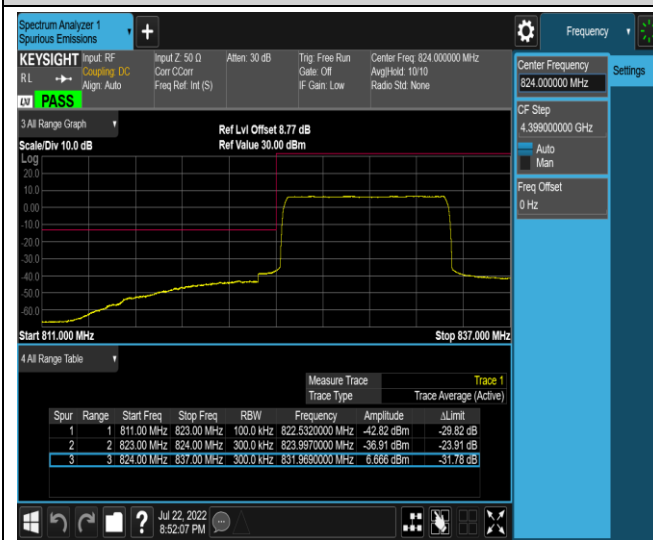 Spectrum Analyzer 1
Spurious Emissions
+
Frequency
KEYSIGHT Input: RF Input Z: 50 Ω Atten: 30 dB Trig: Free Run Center Freq: 824.000000 MHz
RL Coupling: DC Corr CCorr Gate: Off Avg|Hold: 10/10
Align: Auto Freq Ref: Int (S) IF Gain: Low Radio Std: None
LXI PASS
Center Frequency
824.000000 MHz
Settings
CF Step
4.399000000 GHz
Auto
Man
Freq Offset
0 Hz
3 All Range Graph
Ref Lvl Offset 8.77 dB
Scale/Div 10.0 dB Ref Value 30.00 dBm
Log
20.0
10.0
0.00
-10.0
-20.0
-30.0
-40.0
-50.0
-60.0
Start 811.000 MHz Stop 837.000 MHz
4 All Range Table
Measure Trace Trace 1
Trace Type Trace Average (Active)
Spur Range Start Freq Stop Freq RBW Frequency Amplitude ΔLimit
1 1 811.00 MHz 823.00 MHz 100.0 kHz 822.5320000 MHz -42.82 dBm -29.82 dB
2 2 823.00 MHz 824.00 MHz 300.0 kHz 823.9970000 MHz -36.91 dBm -23.91 dB
3 3 824.00 MHz 837.00 MHz 300.0 kHz 831.9690000 MHz 6.666 dBm -31.78 dB
? Jul 22, 2022
8:52:07 PM